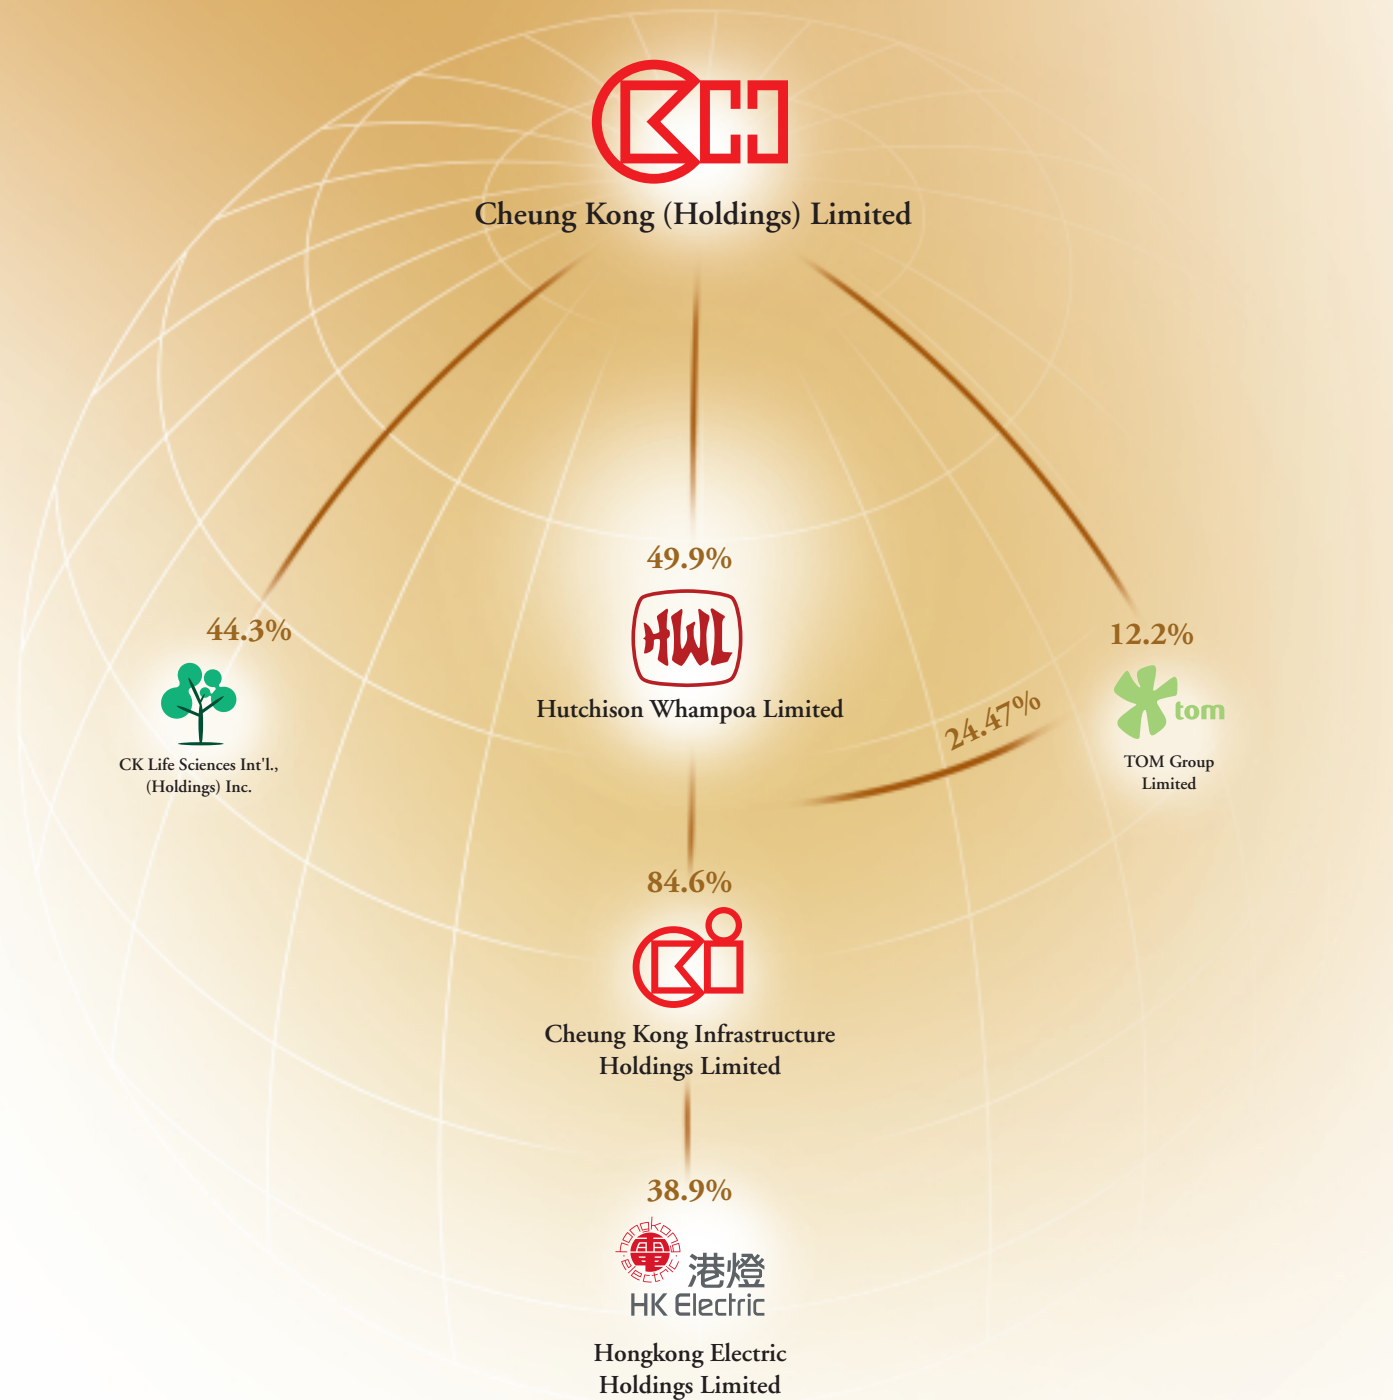 CKH
Cheung Kong (Holdings) Limited
49.9%
HWL
Hutchison Whampoa Limited
44.3%
CK Life Sciences Int'l.,
(Holdings) Inc.
12.2%
tom
TOM Group
Limited
24.47%
84.6%
CKi
Cheung Kong Infrastructure
Holdings Limited
38.9%
hongkong
電
electric
港燈
HK Electric
Hongkong Electric
Holdings Limited